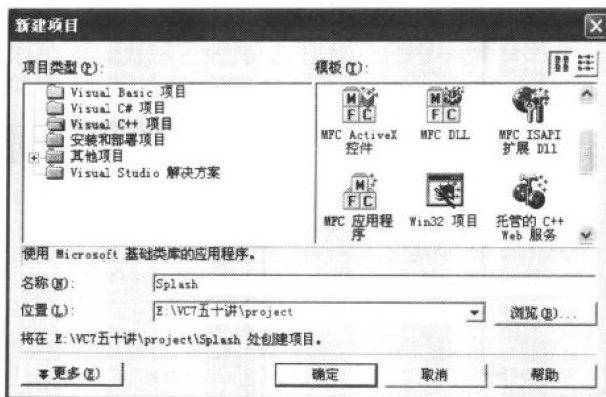 新建项目
项目类型(P):
模板(T):
Visual Basic 项目
Visual C# 项目
Visual C++ 项目
安装和部署项目
其他项目
Visual Studio 解决方案
MFC ActiveX 控件
MFC DLL
MFC ISAPI 扩展 Dll
MFC 应用程序
Win32 项目
托管的 C++ Web 服务
使用 Microsoft 基础类库的应用程序。
名称(N):
Splash
位置(L):
E:\VC7五十讲\project
浏览(B)...
将在 E:\VC7五十讲\project\Splash 处创建项目。
更多(E)
确定
取消
帮助